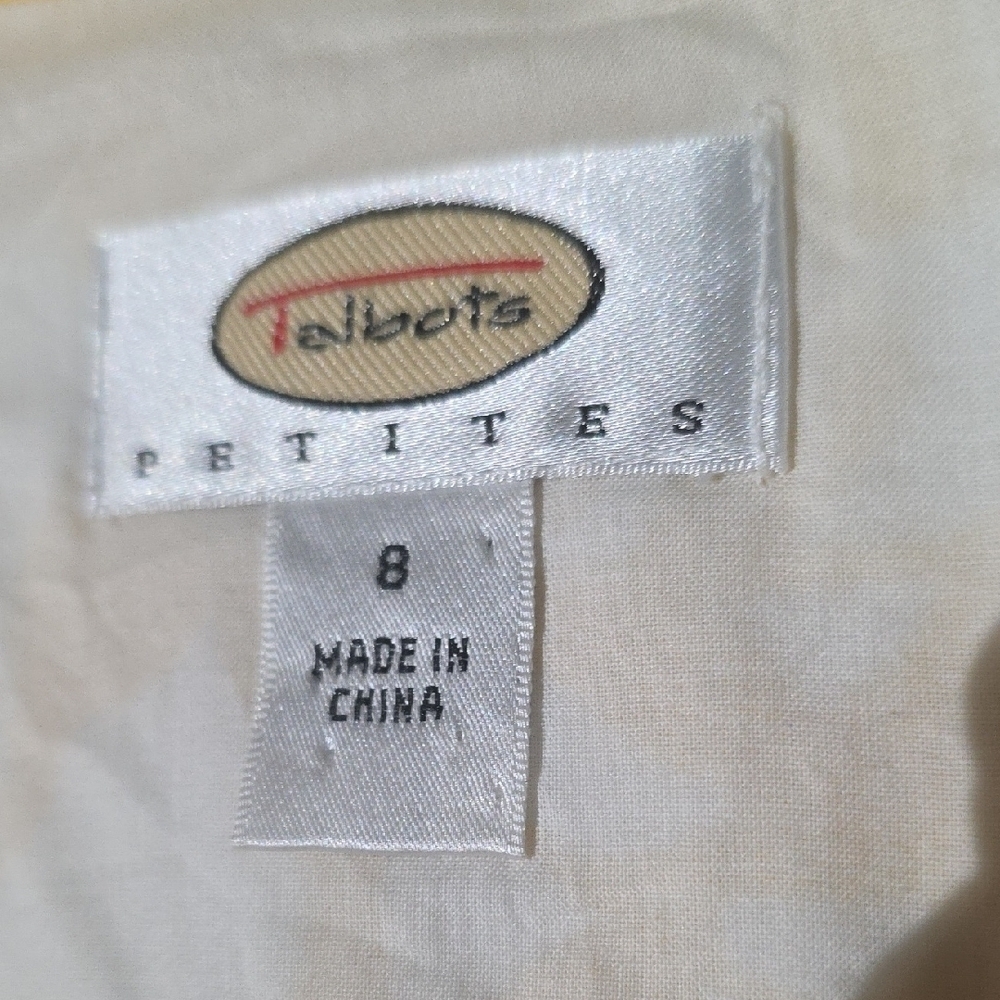 Talbots
PETITES
8
MADE IN
CHINA